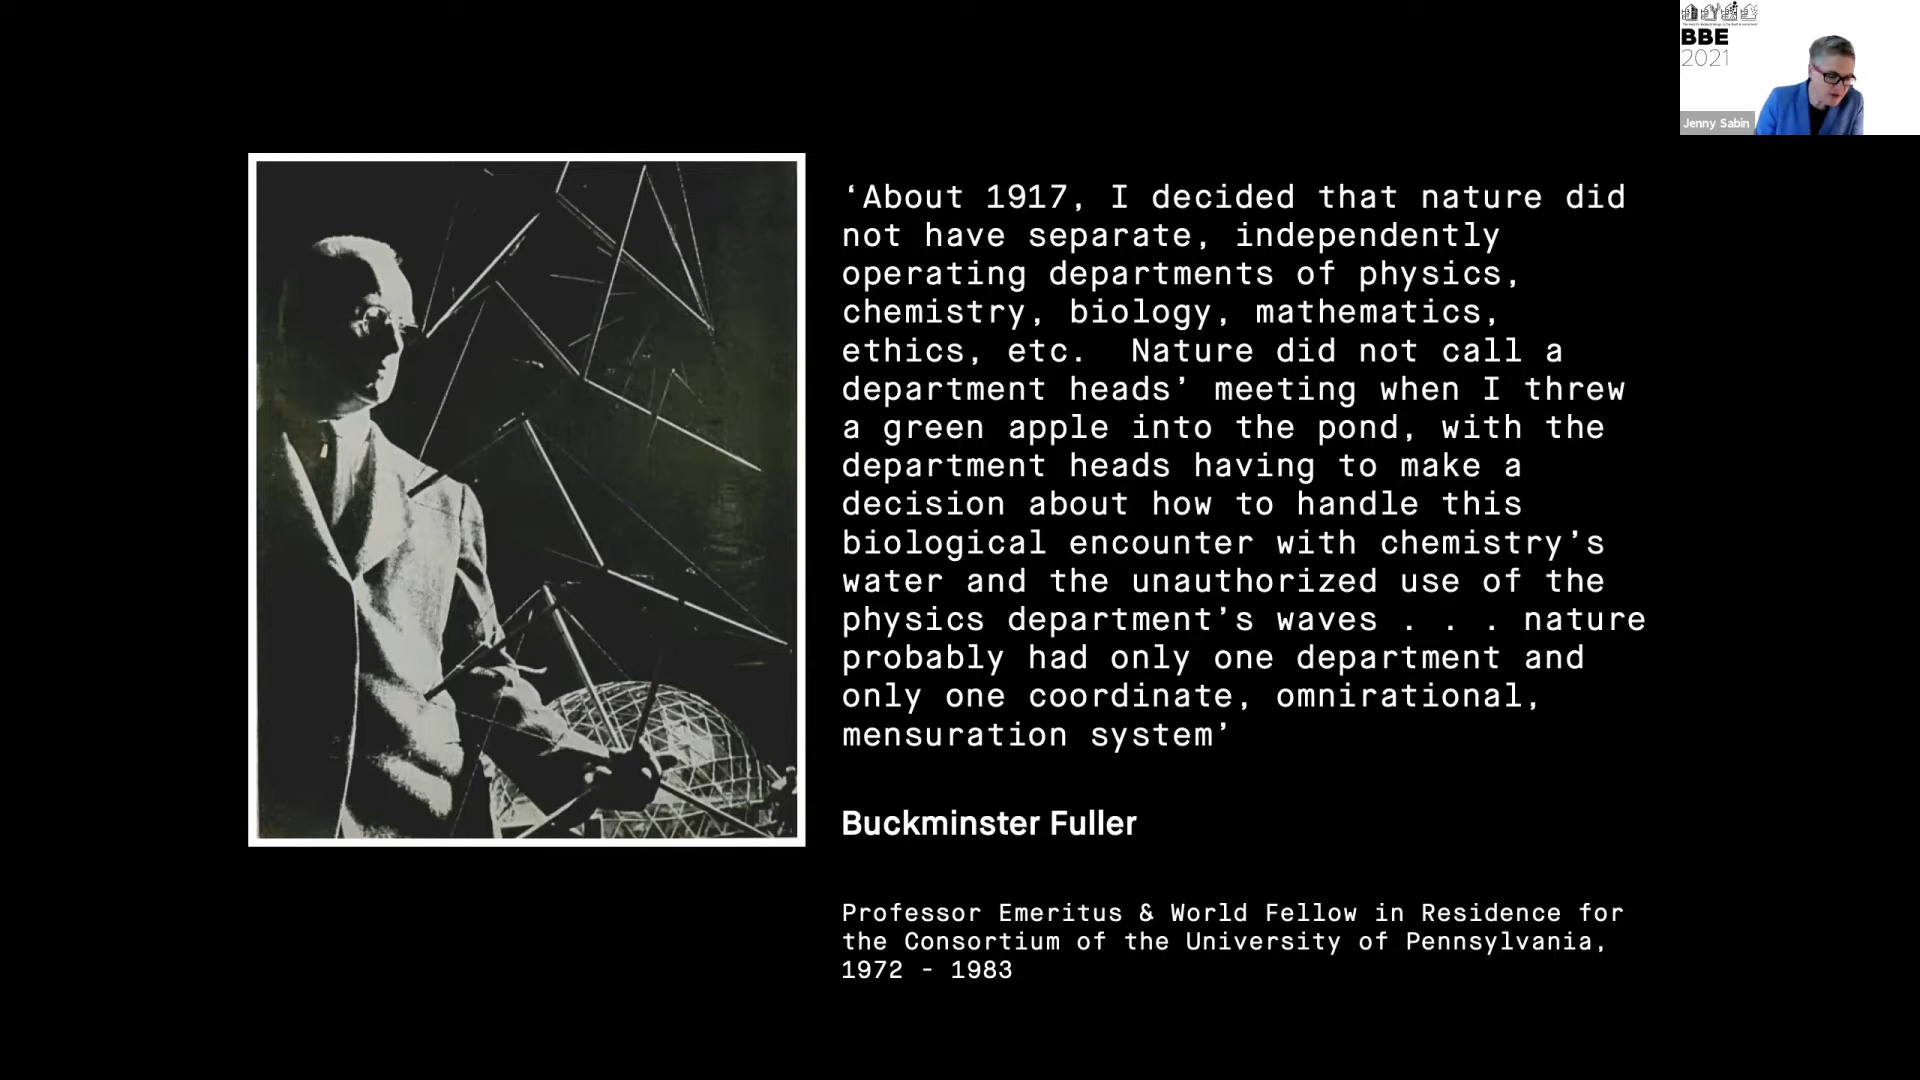 BBE
2021
Jenny Sabin
‘About 1917, I decided that nature did
not have separate, independently
operating departments of physics,
chemistry, biology, mathematics,
ethics, etc.  Nature did not call a
department heads’ meeting when I threw
a green apple into the pond, with the
department heads having to make a
decision about how to handle this
biological encounter with chemistry’s
water and the unauthorized use of the
physics department’s waves . . . nature
probably had only one department and
only one coordinate, omnirational,
mensuration system’
Buckminster Fuller
Professor Emeritus & World Fellow in Residence for
the Consortium of the University of Pennsylvania,
1972 - 1983